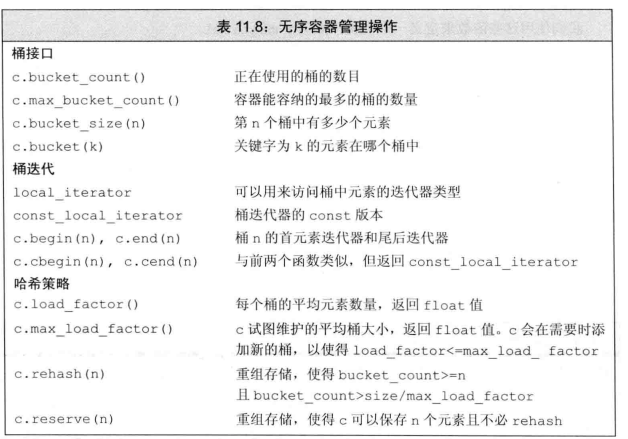 表 11.8：无序容器管理操作
桶接口
c.bucket_count() 正在使用的桶的数目
c.max_bucket_count() 容器能容纳的最多的桶的数量
c.bucket_size(n) 第 n 个桶中有多少个元素
c.bucket(k) 关键字为 k 的元素在哪个桶中
桶迭代
local_iterator 可以用来访问桶中元素的迭代器类型
const_local_iterator 桶迭代器的 const 版本
c.begin(n), c.end(n) 桶 n 的首元素迭代器和尾后迭代器
c.cbegin(n), c.cend(n) 与前两个函数类似，但返回 const_local_iterator
哈希策略
c.load_factor() 每个桶的平均元素数量，返回 float 值
c.max_load_factor() c 试图维护的平均桶大小，返回 float 值。c 会在需要时添
加新的桶，以使得 load_factor<=max_load_ factor
c.rehash(n) 重组存储，使得 bucket_count>=n
且 bucket_count>size/max_load_factor
c.reserve(n) 重组存储，使得 c 可以保存 n 个元素且不必 rehash